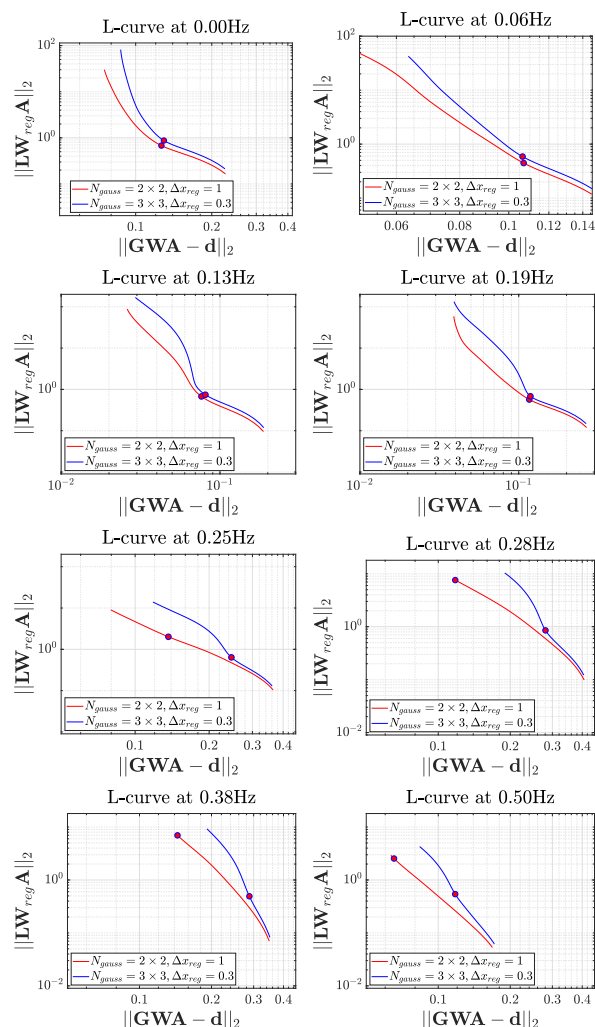 L-curve at 0.00Hz
||LW_reg A||_2
10^2
10^0
N_gauss = 2 × 2, Δx_reg = 1
N_gauss = 3 × 3, Δx_reg = 0.3
0.1 0.2 0.3 0.4
||GWA − d||_2
L-curve at 0.06Hz
||LW_reg A||_2
10^2
10^0
N_gauss = 2 × 2, Δx_reg = 1
N_gauss = 3 × 3, Δx_reg = 0.3
0.06 0.08 0.1 0.12 0.14
||GWA − d||_2
L-curve at 0.13Hz
||LW_reg A||_2
10^0
N_gauss = 2 × 2, Δx_reg = 1
N_gauss = 3 × 3, Δx_reg = 0.3
10^-2 10^-1
||GWA − d||_2
L-curve at 0.19Hz
||LW_reg A||_2
10^0
N_gauss = 2 × 2, Δx_reg = 1
N_gauss = 3 × 3, Δx_reg = 0.3
10^-2 10^-1
||GWA − d||_2
L-curve at 0.25Hz
||LW_reg A||_2
10^0
N_gauss = 2 × 2, Δx_reg = 1
N_gauss = 3 × 3, Δx_reg = 0.3
0.1 0.2 0.3 0.4
||GWA − d||_2
L-curve at 0.28Hz
||LW_reg A||_2
10^0
10^-2
N_gauss = 2 × 2, Δx_reg = 1
N_gauss = 3 × 3, Δx_reg = 0.3
0.1 0.2 0.3 0.4
||GWA − d||_2
L-curve at 0.38Hz
||LW_reg A||_2
10^0
10^-2
N_gauss = 2 × 2, Δx_reg = 1
N_gauss = 3 × 3, Δx_reg = 0.3
0.1 0.2 0.3 0.4
||GWA − d||_2
L-curve at 0.50Hz
||LW_reg A||_2
10^0
10^-2
N_gauss = 2 × 2, Δx_reg = 1
N_gauss = 3 × 3, Δx_reg = 0.3
0.1 0.2 0.3 0.4
||GWA − d||_2